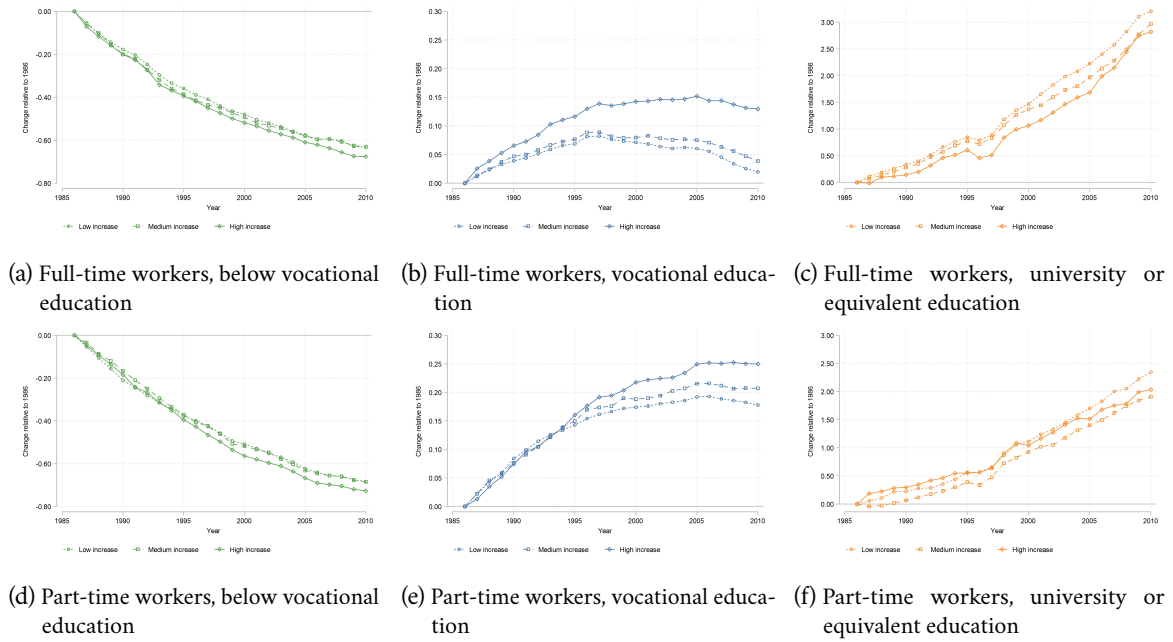 0.00
-0.20
-0.40
-0.60
-0.80
Change relative to 1986
1985 1990 1995 2000 2005 2010
Year
Low increase Medium increase High increase
(a) Full-time workers, below vocational
education
0.30
0.25
0.20
0.15
0.10
0.05
0.00
Change relative to 1986
1985 1990 1995 2000 2005 2010
Year
Low increase Medium increase High increase
(b) Full-time workers, vocational educa-
tion
3.00
2.50
2.00
1.50
1.00
0.50
0.00
Change relative to 1986
1985 1990 1995 2000 2005 2010
Year
Low increase Medium increase High increase
(c) Full-time workers, university or
equivalent education
0.00
-0.20
-0.40
-0.60
-0.80
Change relative to 1986
1985 1990 1995 2000 2005 2010
Year
Low increase Medium increase High increase
(d) Part-time workers, below vocational
education
0.30
0.25
0.20
0.15
0.10
0.05
0.00
Change relative to 1986
1985 1990 1995 2000 2005 2010
Year
Low increase Medium increase High increase
(e) Part-time workers, vocational educa-
tion
3.00
2.50
2.00
1.50
1.00
0.50
0.00
Change relative to 1986
1985 1990 1995 2000 2005 2010
Year
Low increase Medium increase High increase
(f) Part-time workers, university or
equivalent education